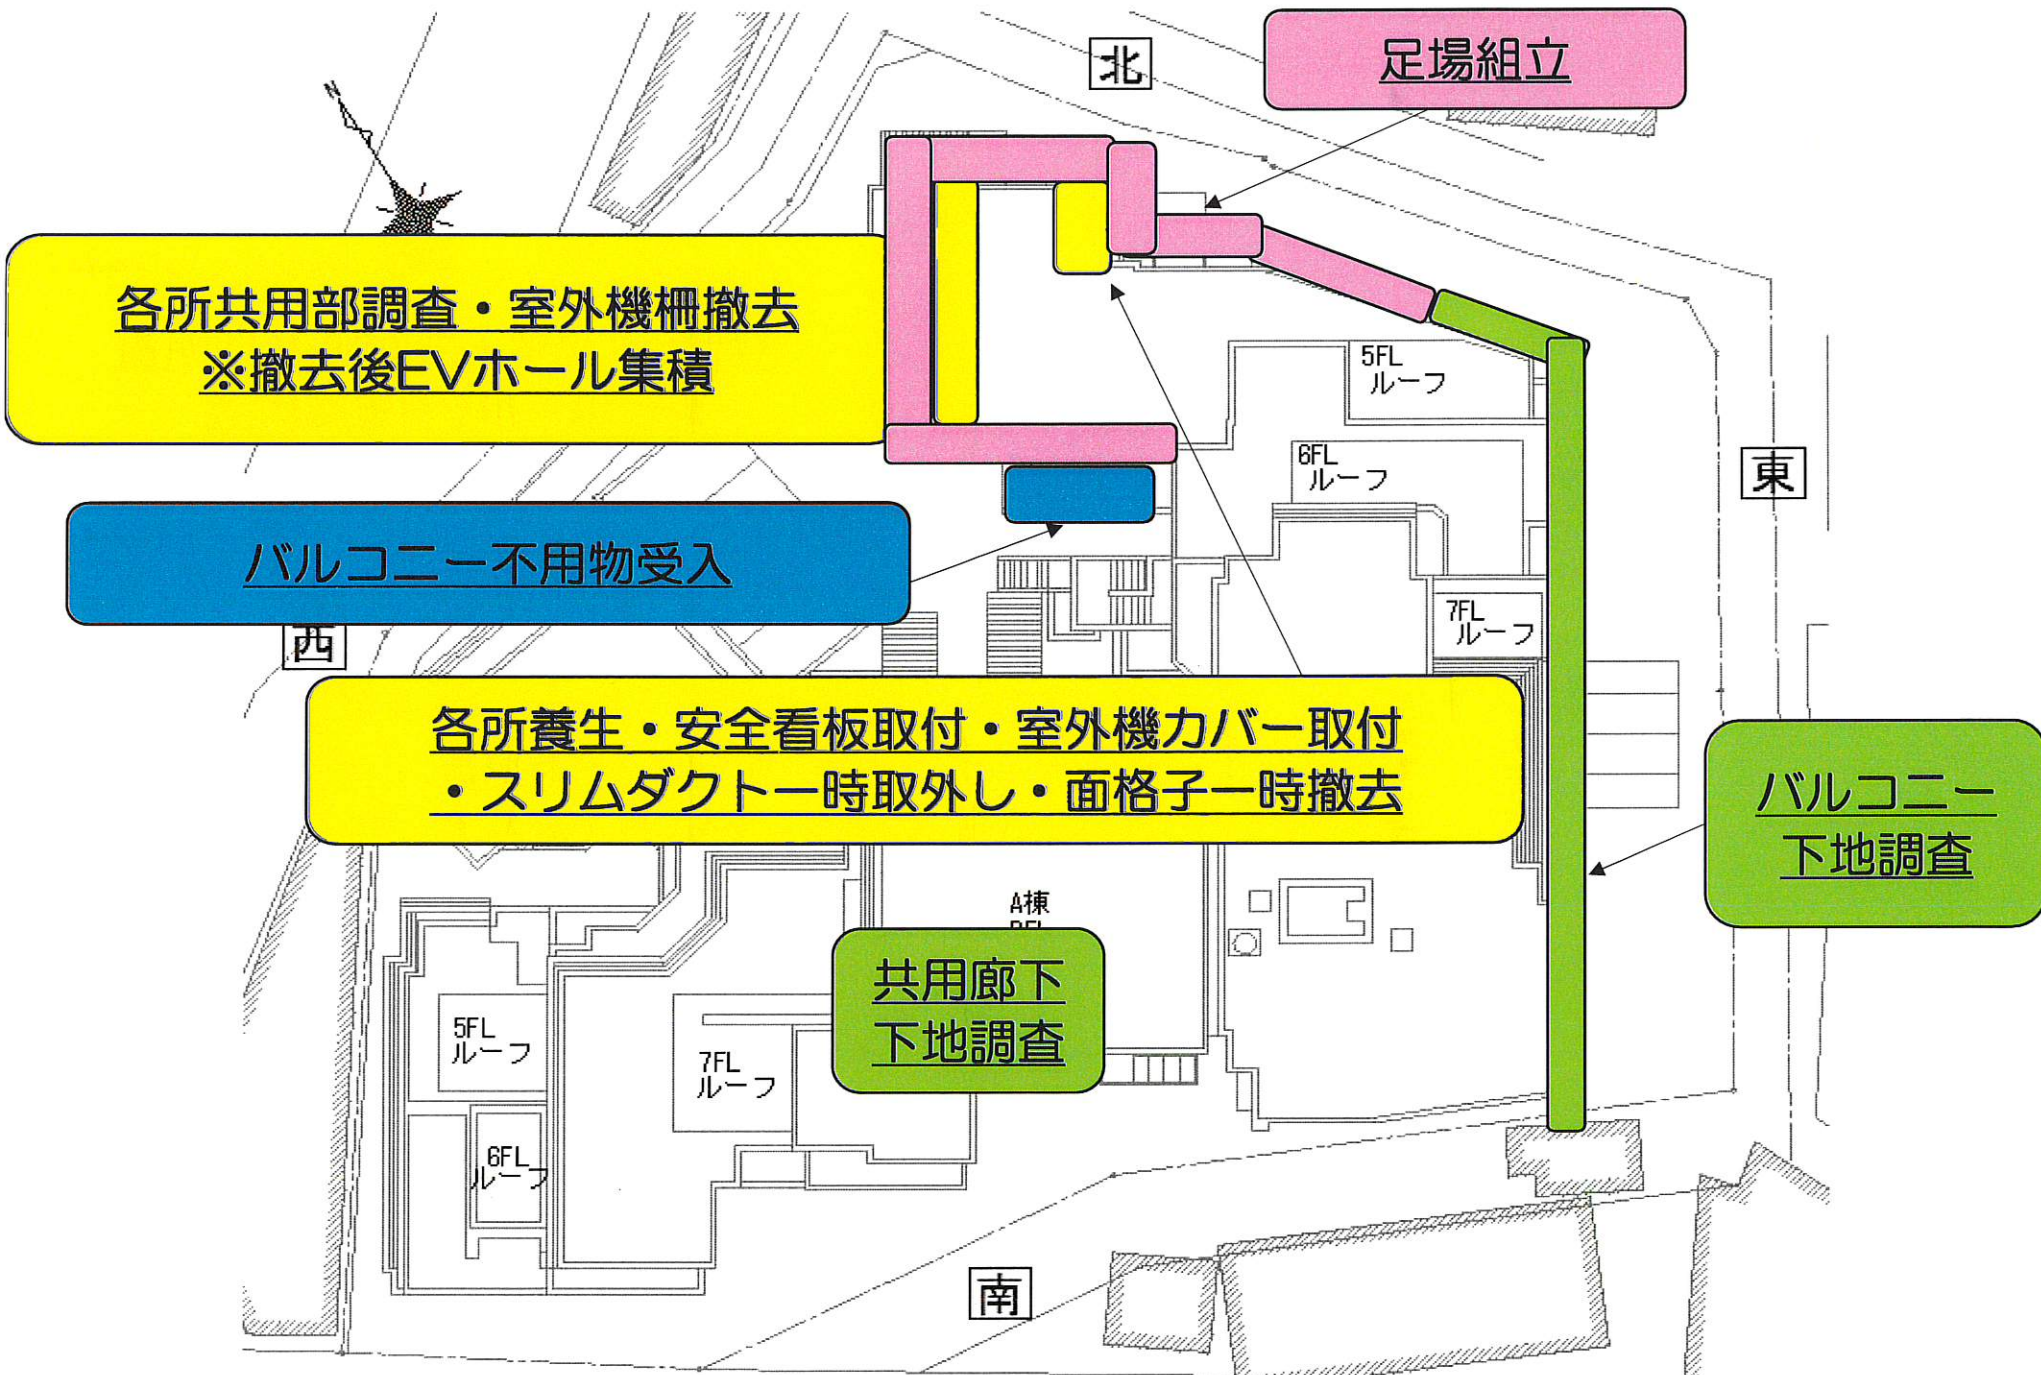 北
足場組立
N
各所共用部調査・室外機柵撤去
※撤去後EVホール集積
5FL
ルーフ
6FL
ルーフ
東
バルコニー不用物受入
西
7FL
ルーフ
各所養生・安全看板取付・室外機カバー取付
・スリムダクト一時取外し・面格子一時撤去
バルコニー
下地調査
A棟
共用廊下
下地調査
5FL
ルーフ
7FL
ルーフ
6FL
ルーフ
南